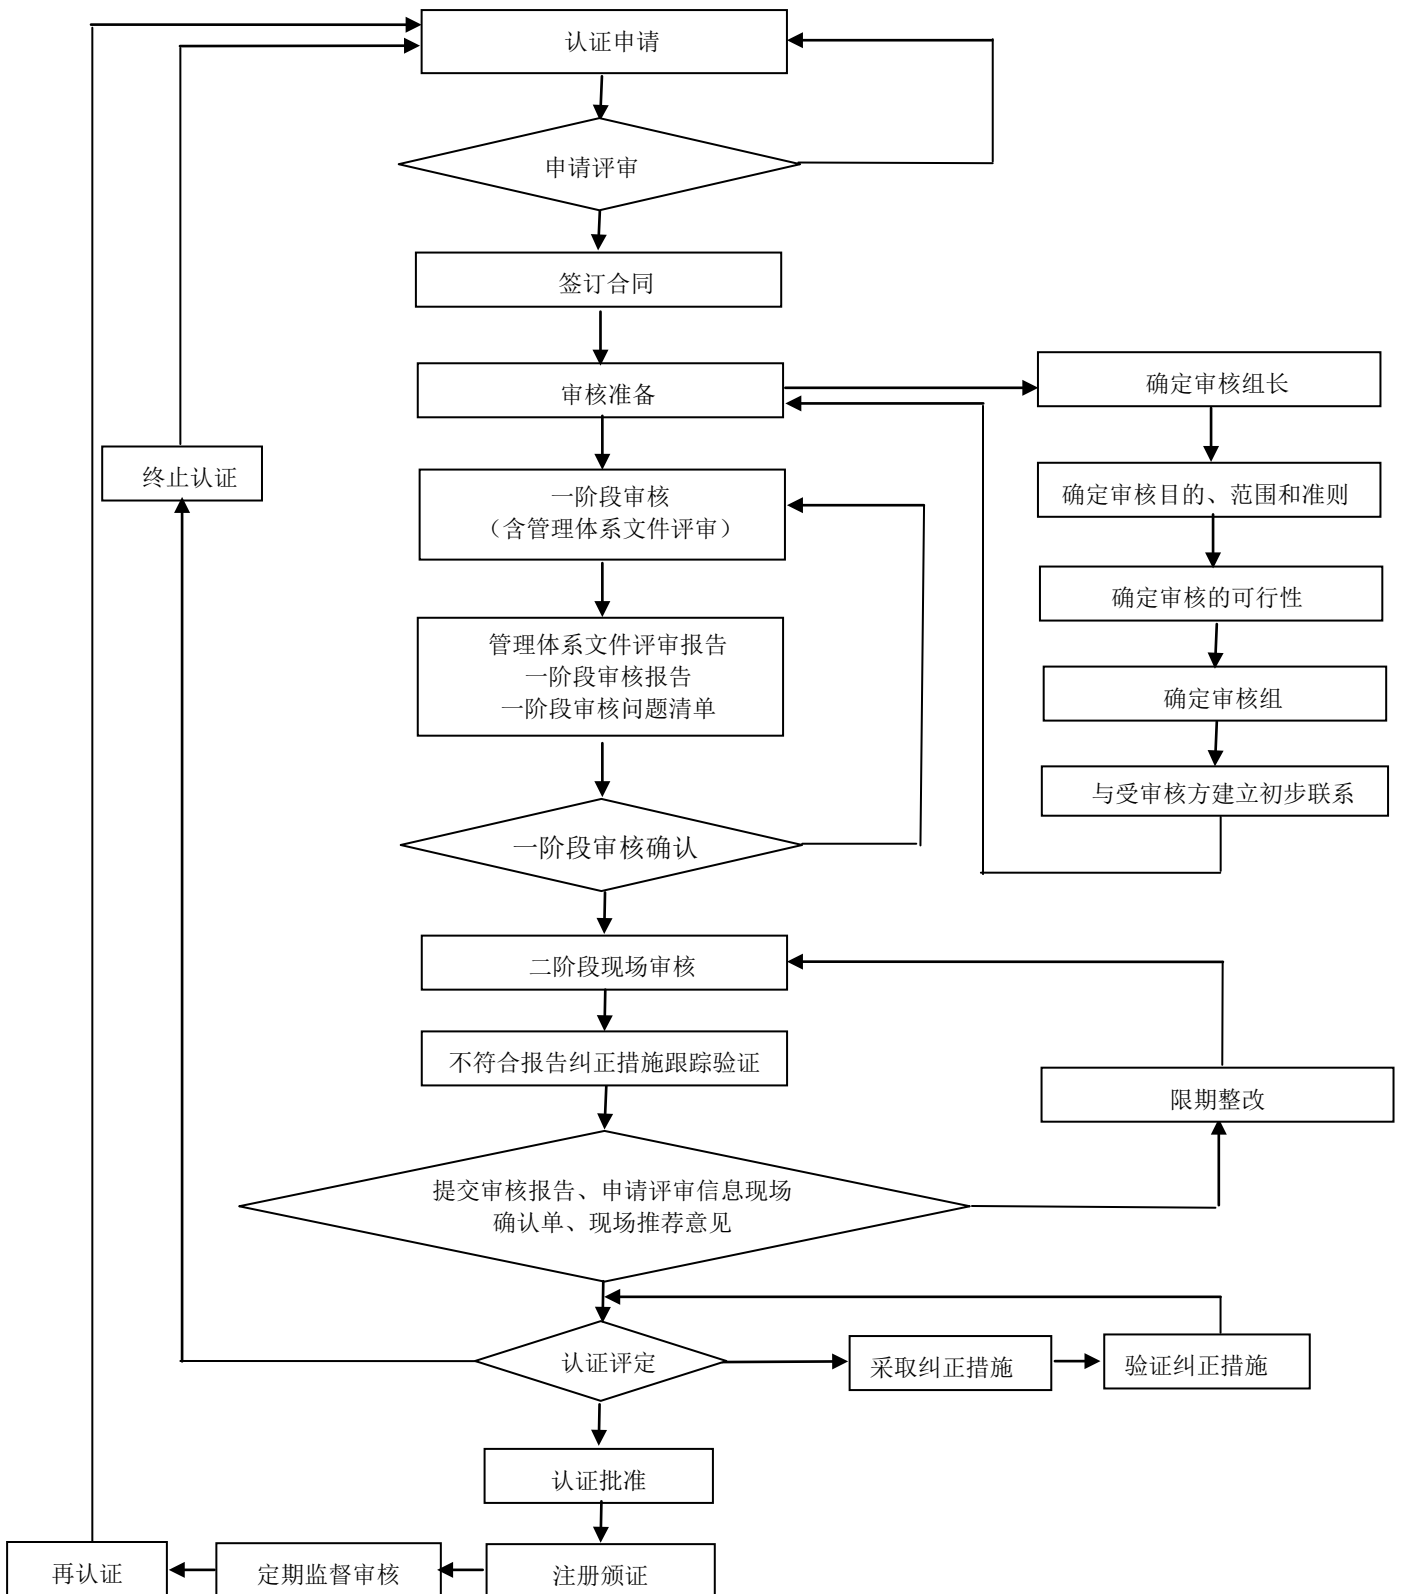 认证申请
申请评审
签订合同
审核准备
确定审核组长
终止认证
一阶段审核
（含管理体系文件评审）
确定审核目的、范围和准则
确定审核的可行性
管理体系文件评审报告
一阶段审核报告
一阶段审核问题清单
确定审核组
与受审核方建立初步联系
一阶段审核确认
二阶段现场审核
不符合报告纠正措施跟踪验证
限期整改
提交审核报告、申请评审信息现场
确认单、现场推荐意见
认证评定
采取纠正措施
验证纠正措施
认证批准
再认证
定期监督审核
注册颁证